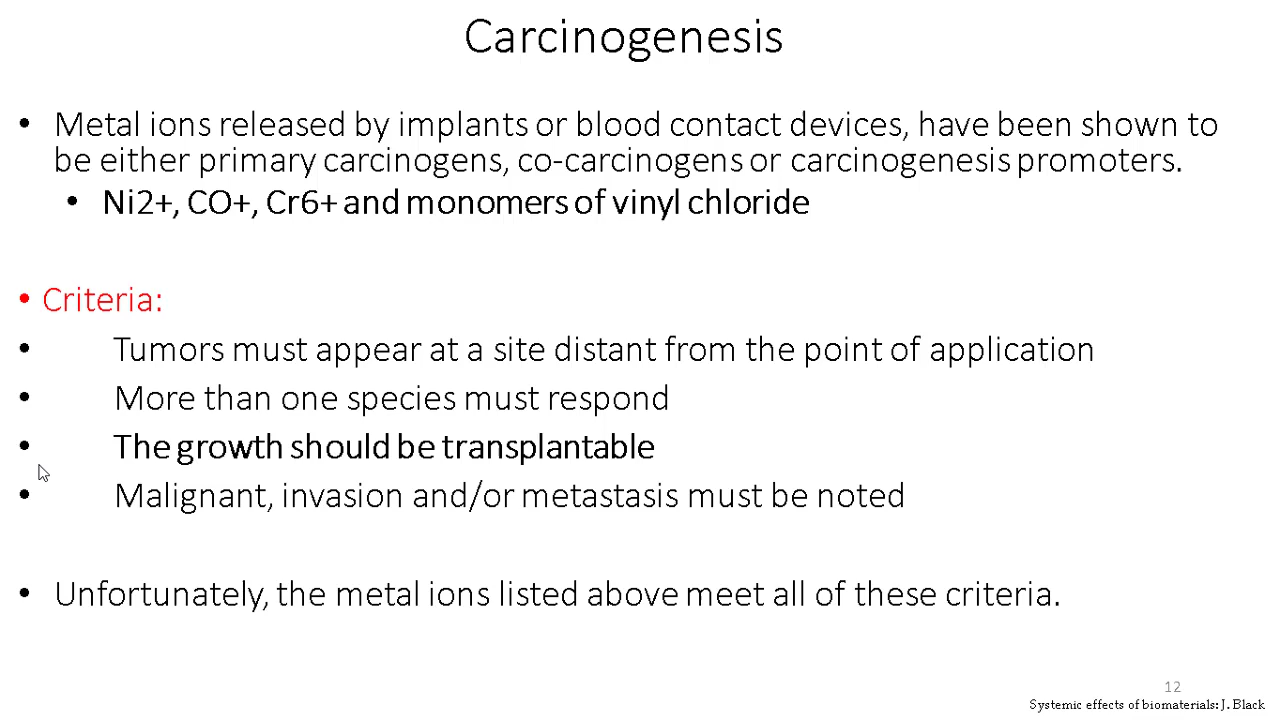 Carcinogenesis
• Metal ions released by implants or blood contact devices, have been shown to
be either primary carcinogens, co-carcinogens or carcinogenesis promoters.
• Ni2+, CO+, Cr6+ and monomers of vinyl chloride
• Criteria:
• Tumors must appear at a site distant from the point of application
• More than one species must respond
• The growth should be transplantable
• Malignant, invasion and/or metastasis must be noted
• Unfortunately, the metal ions listed above meet all of these criteria.
12
Systemic effects of biomaterials: J. Black